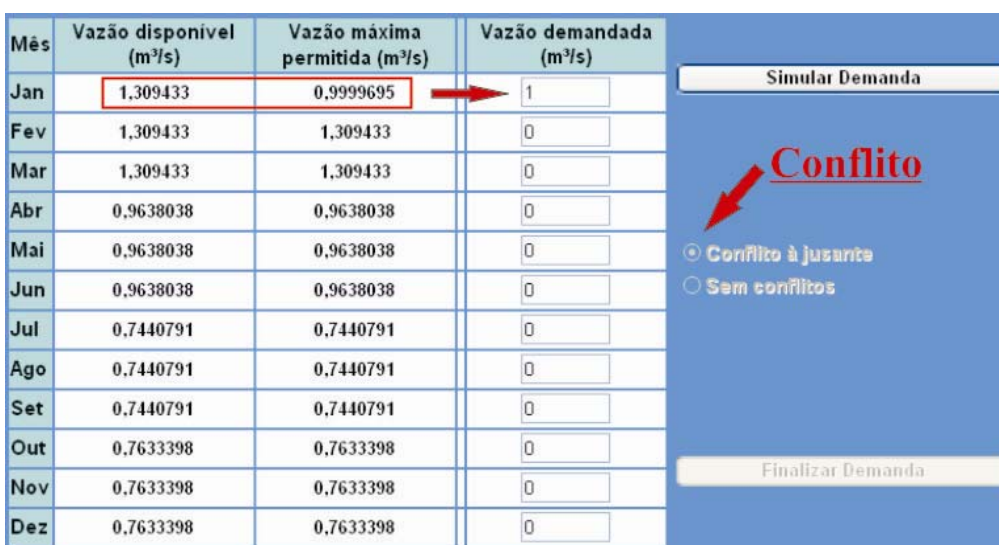 Mês Vazão disponível (m³/s) Vazão máxima permitida (m³/s) Vazão demandada (m³/s)
Jan 1,309433 0,9999695 1
Fev 1,309433 1,309433 0
Mar 1,309433 1,309433 0
Abr 0,9638038 0,9638038 0
Mai 0,9638038 0,9638038 0
Jun 0,9638038 0,9638038 0
Jul 0,7440791 0,7440791 0
Ago 0,7440791 0,7440791 0
Set 0,7440791 0,7440791 0
Out 0,7633398 0,7633398 0
Nov 0,7633398 0,7633398 0
Dez 0,7633398 0,7633398 0
Simular Demanda
Conflito
Conflito à jusante
Sem conflitos
Finalizar Demanda